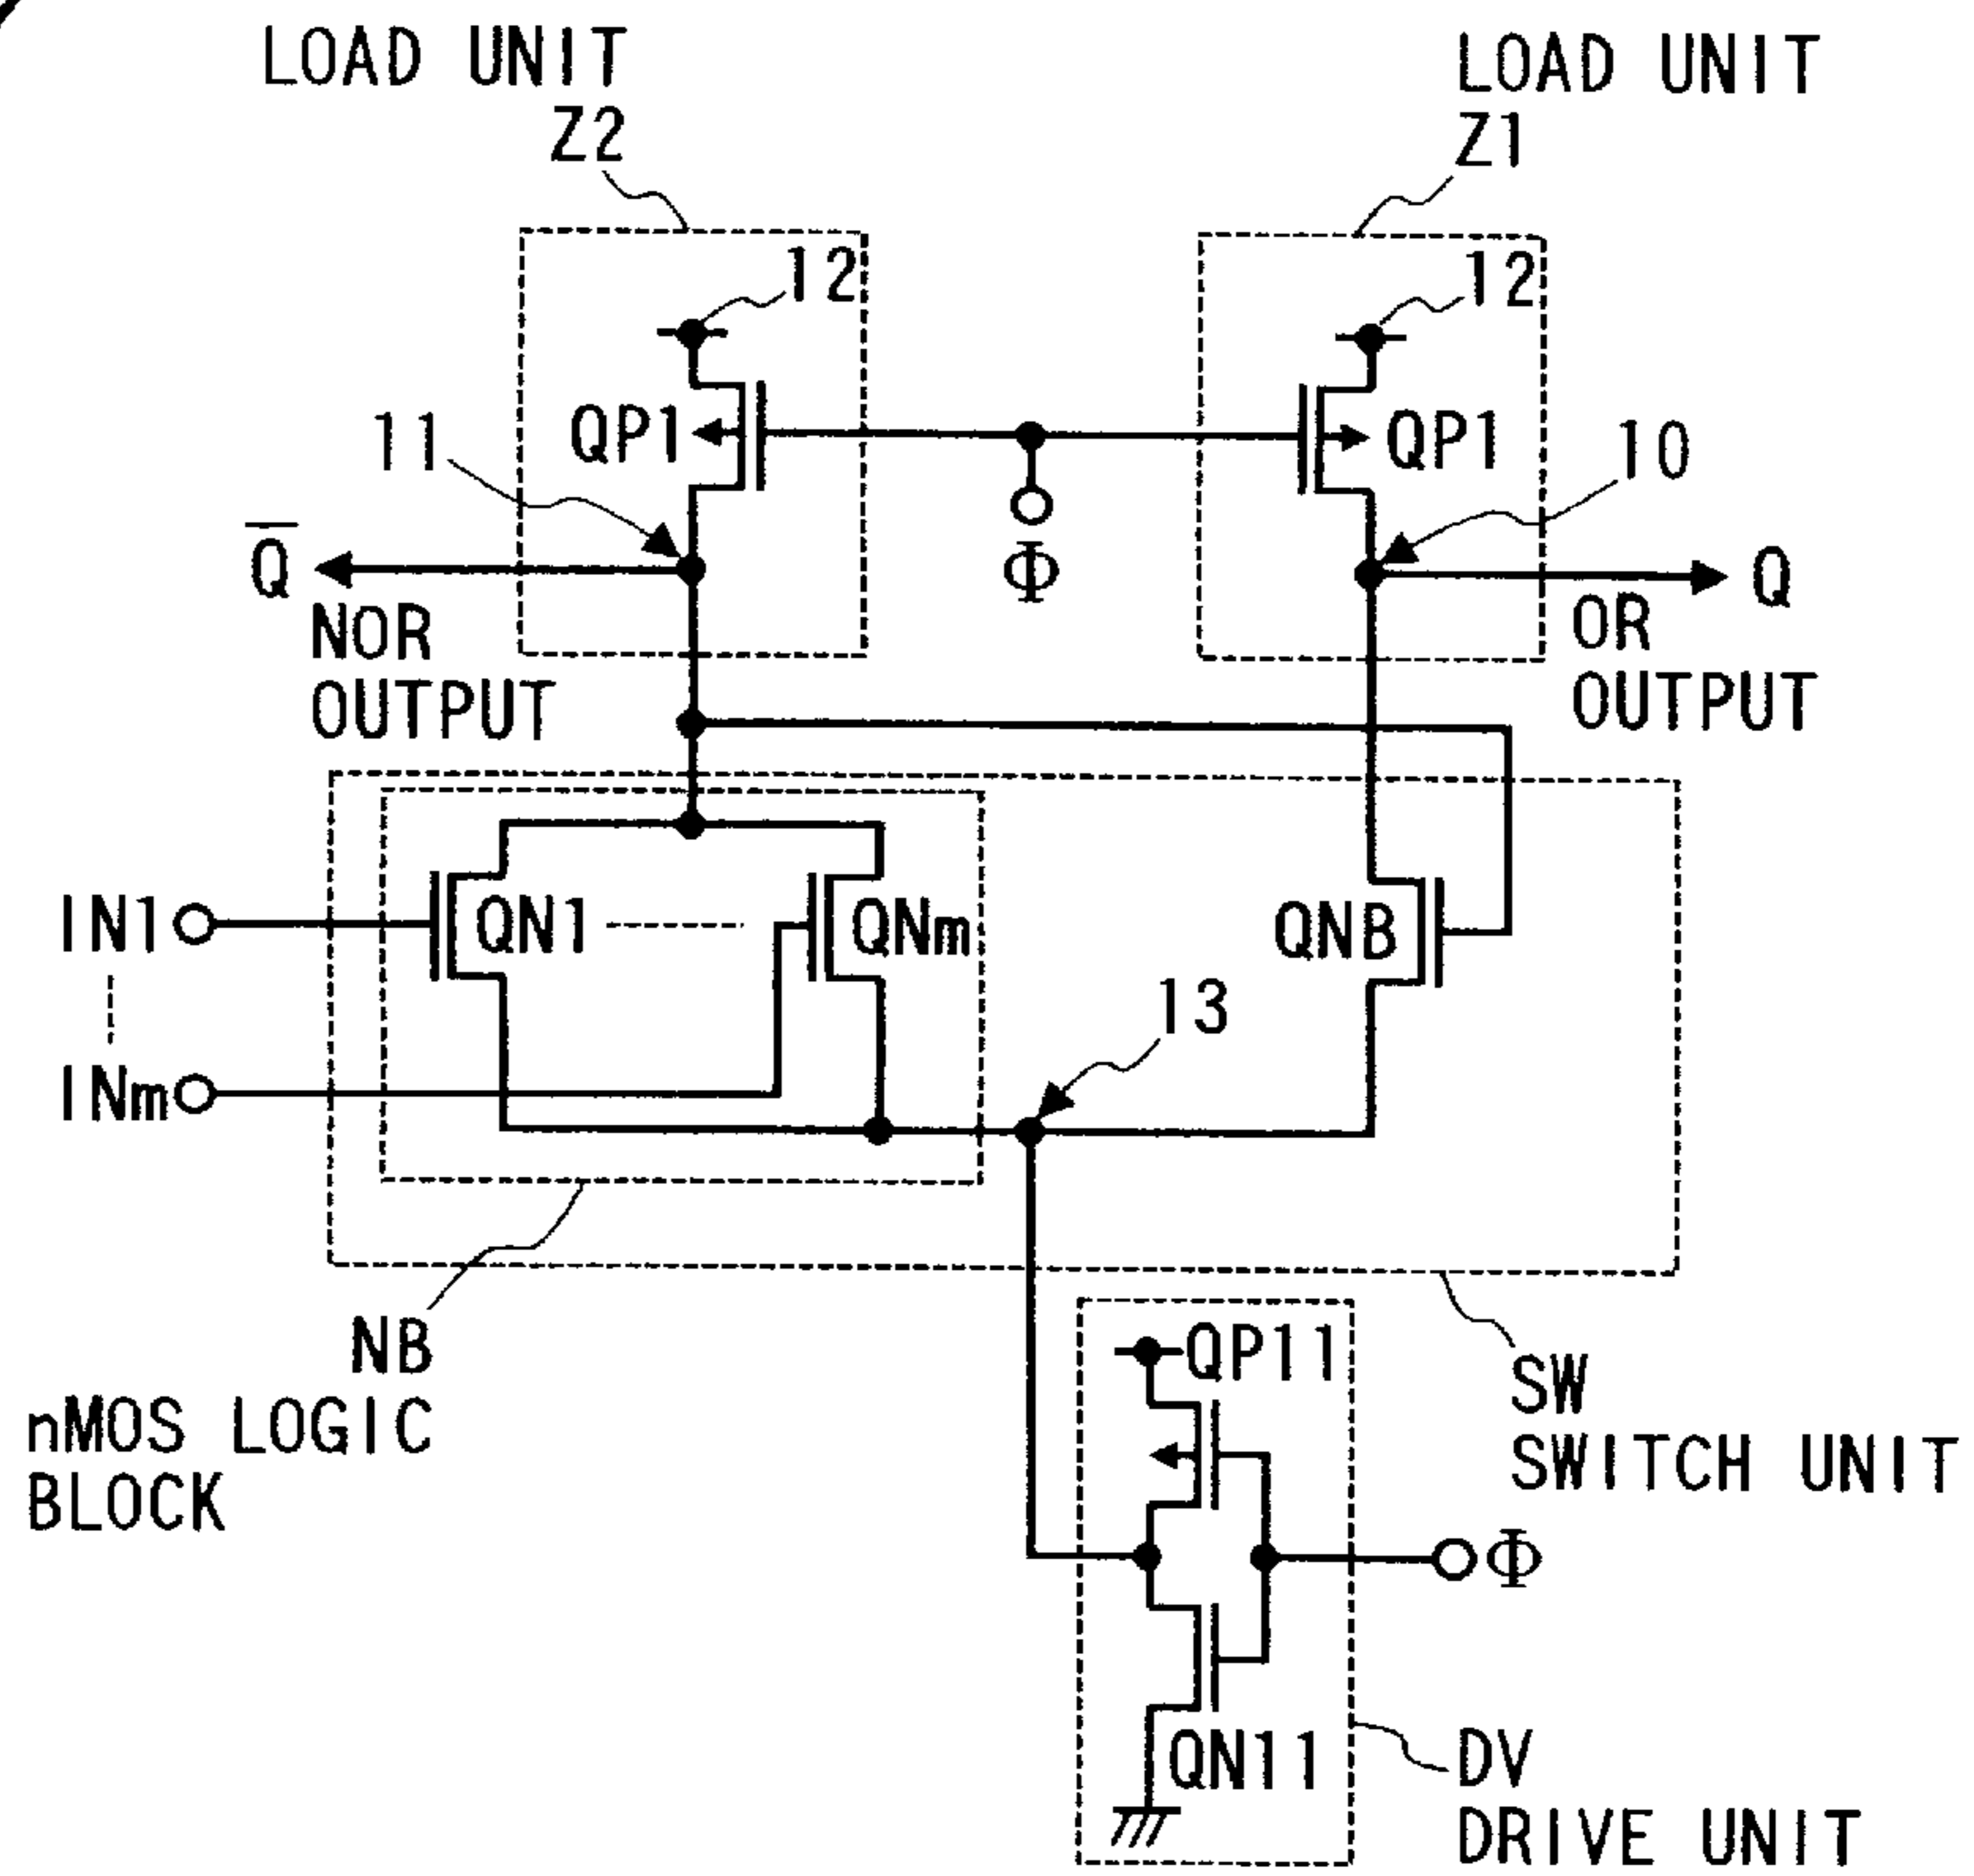 LOAD UNIT
Z2
LOAD UNIT
Z1
12
12
QP1
QP1
11
10
Φ
Q̅
NOR
OUTPUT
Q
OR
OUTPUT
IN1
QN1
QNm
QNB
INm
13
NB
nMOS LOGIC
BLOCK
QP11
SW
SWITCH UNIT
Φ
QN11
DV
DRIVE UNIT